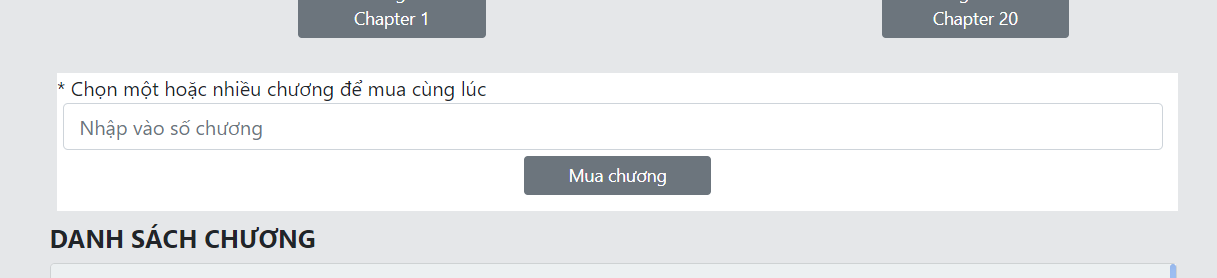 Chapter 1
Chapter 20
* Chọn một hoặc nhiều chương để mua cùng lúc
Nhập vào số chương
Mua chương
DANH SÁCH CHƯƠNG